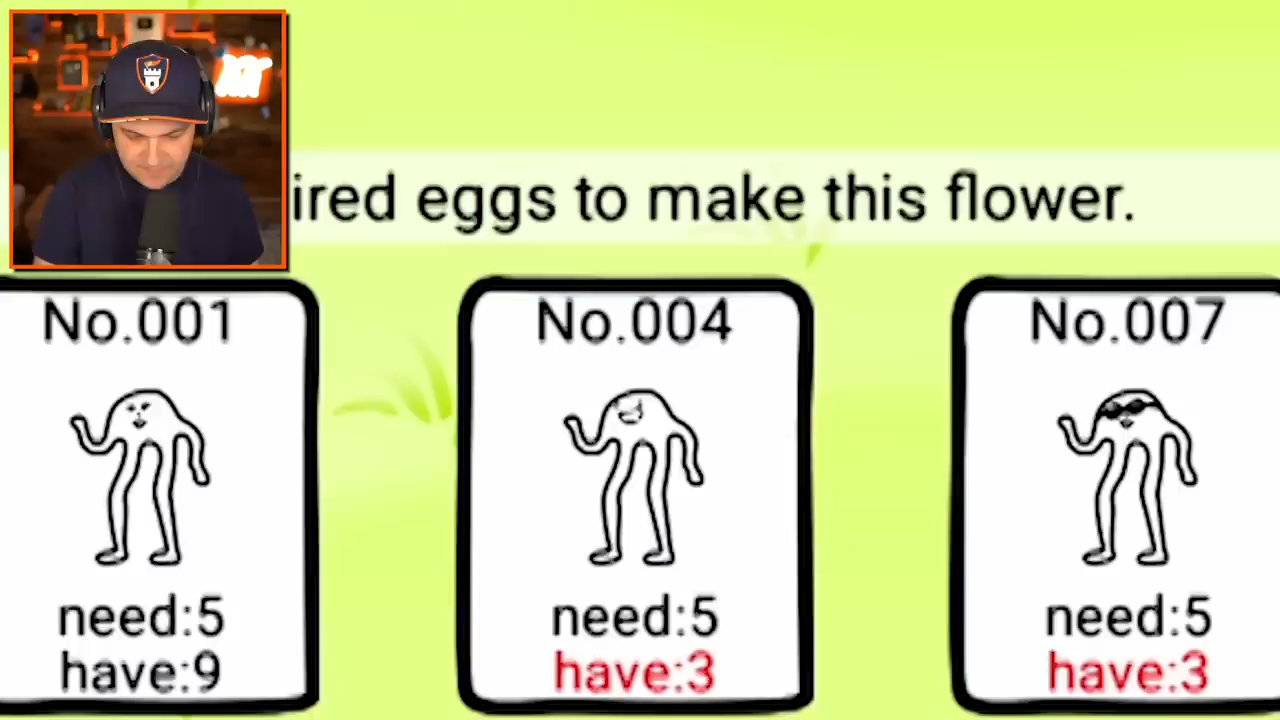 eggs to make this flower.
No.001
No.004
No.007
need:5
need:5
need:5
have:9
have:3
have:3